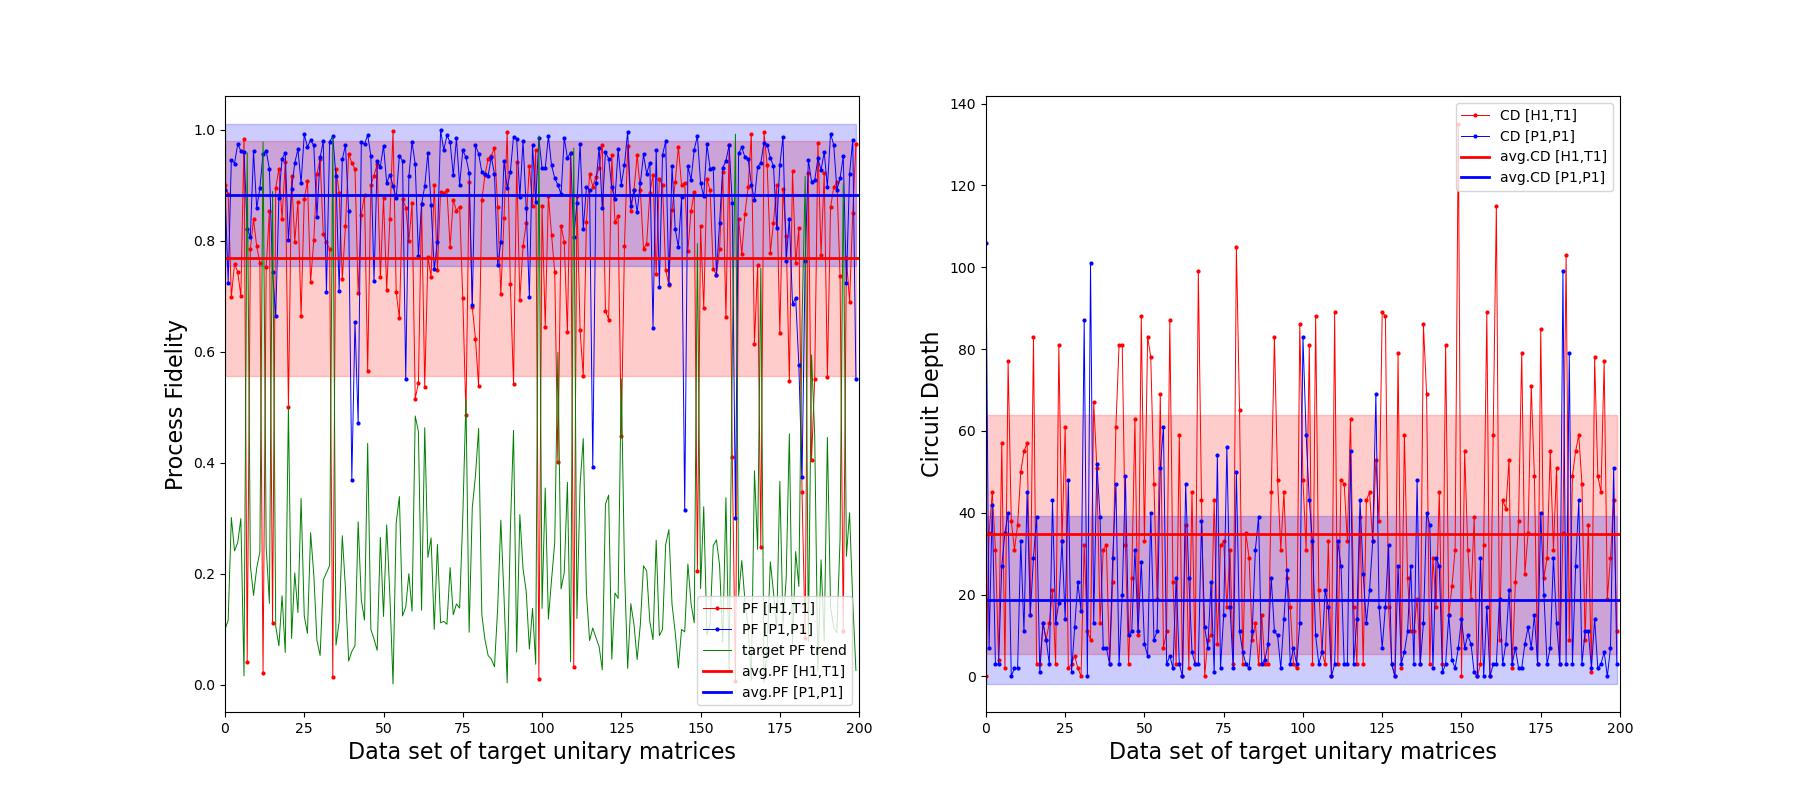 Process Fidelity
1.0
0.8
0.6
0.4
0.2
0.0
PF [H1,T1]
PF [P1,P1]
target PF trend
avg.PF [H1,T1]
avg.PF [P1,P1]
0 25 50 75 100 125 150 175 200
Data set of target unitary matrices
Circuit Depth
140
120
100
80
60
40
20
0
CD [H1,T1]
CD [P1,P1]
avg.CD [H1,T1]
avg.CD [P1,P1]
0 25 50 75 100 125 150 175 200
Data set of target unitary matrices